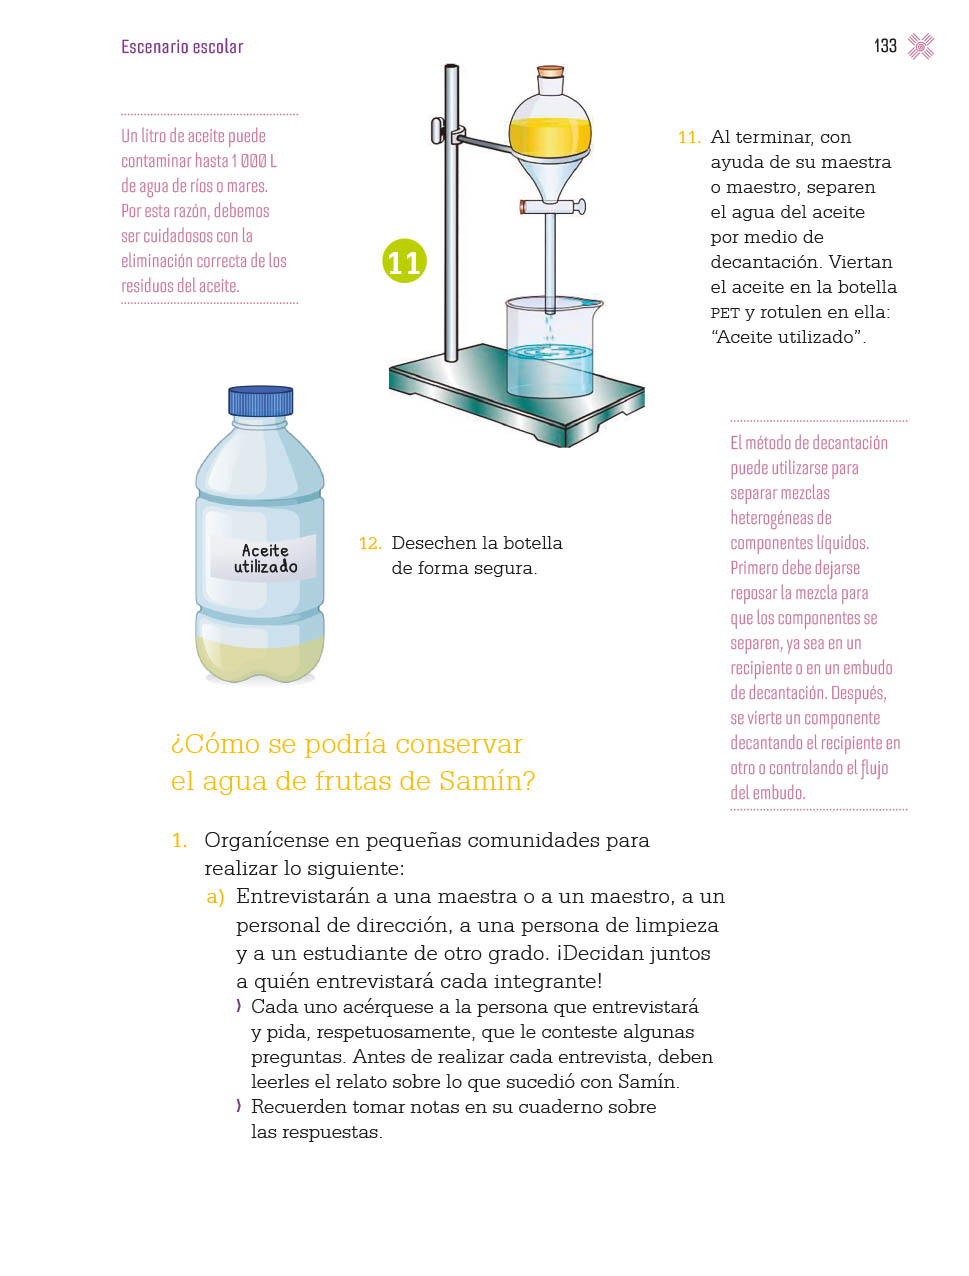 Escenario escolar
133
Un litro de aceite puede
contaminar hasta 1 000 L
de agua de ríos o mares.
Por esta razón, debemos
ser cuidadosos con la
eliminación correcta de los
residuos del aceite.
11
11. Al terminar, con
ayuda de su maestra
o maestro, separen
el agua del aceite
por medio de
decantación. Viertan
el aceite en la botella
PET y rotulen en ella:
“Aceite utilizado”.
Aceite
utilizado
12. Desechen la botella
de forma segura.
El método de decantación
puede utilizarse para
separar mezclas
heterogéneas de
componentes líquidos.
Primero debe dejarse
reposar la mezcla para
que los componentes se
separen, ya sea en un
recipiente o en un embudo
de decantación. Después,
se vierte un componente
decantando el recipiente en
otro o controlando el flujo
del embudo.
¿Cómo se podría conservar
el agua de frutas de Samín?
1. Organícense en pequeñas comunidades para
realizar lo siguiente:
a) Entrevistarán a una maestra o a un maestro, a un
personal de dirección, a una persona de limpieza
y a un estudiante de otro grado. ¡Decidan juntos
a quién entrevistará cada integrante!
⟩ Cada uno acérquese a la persona que entrevistará
y pida, respetuosamente, que le conteste algunas
preguntas. Antes de realizar cada entrevista, deben
leerles el relato sobre lo que sucedió con Samín.
⟩ Recuerden tomar notas en su cuaderno sobre
las respuestas.